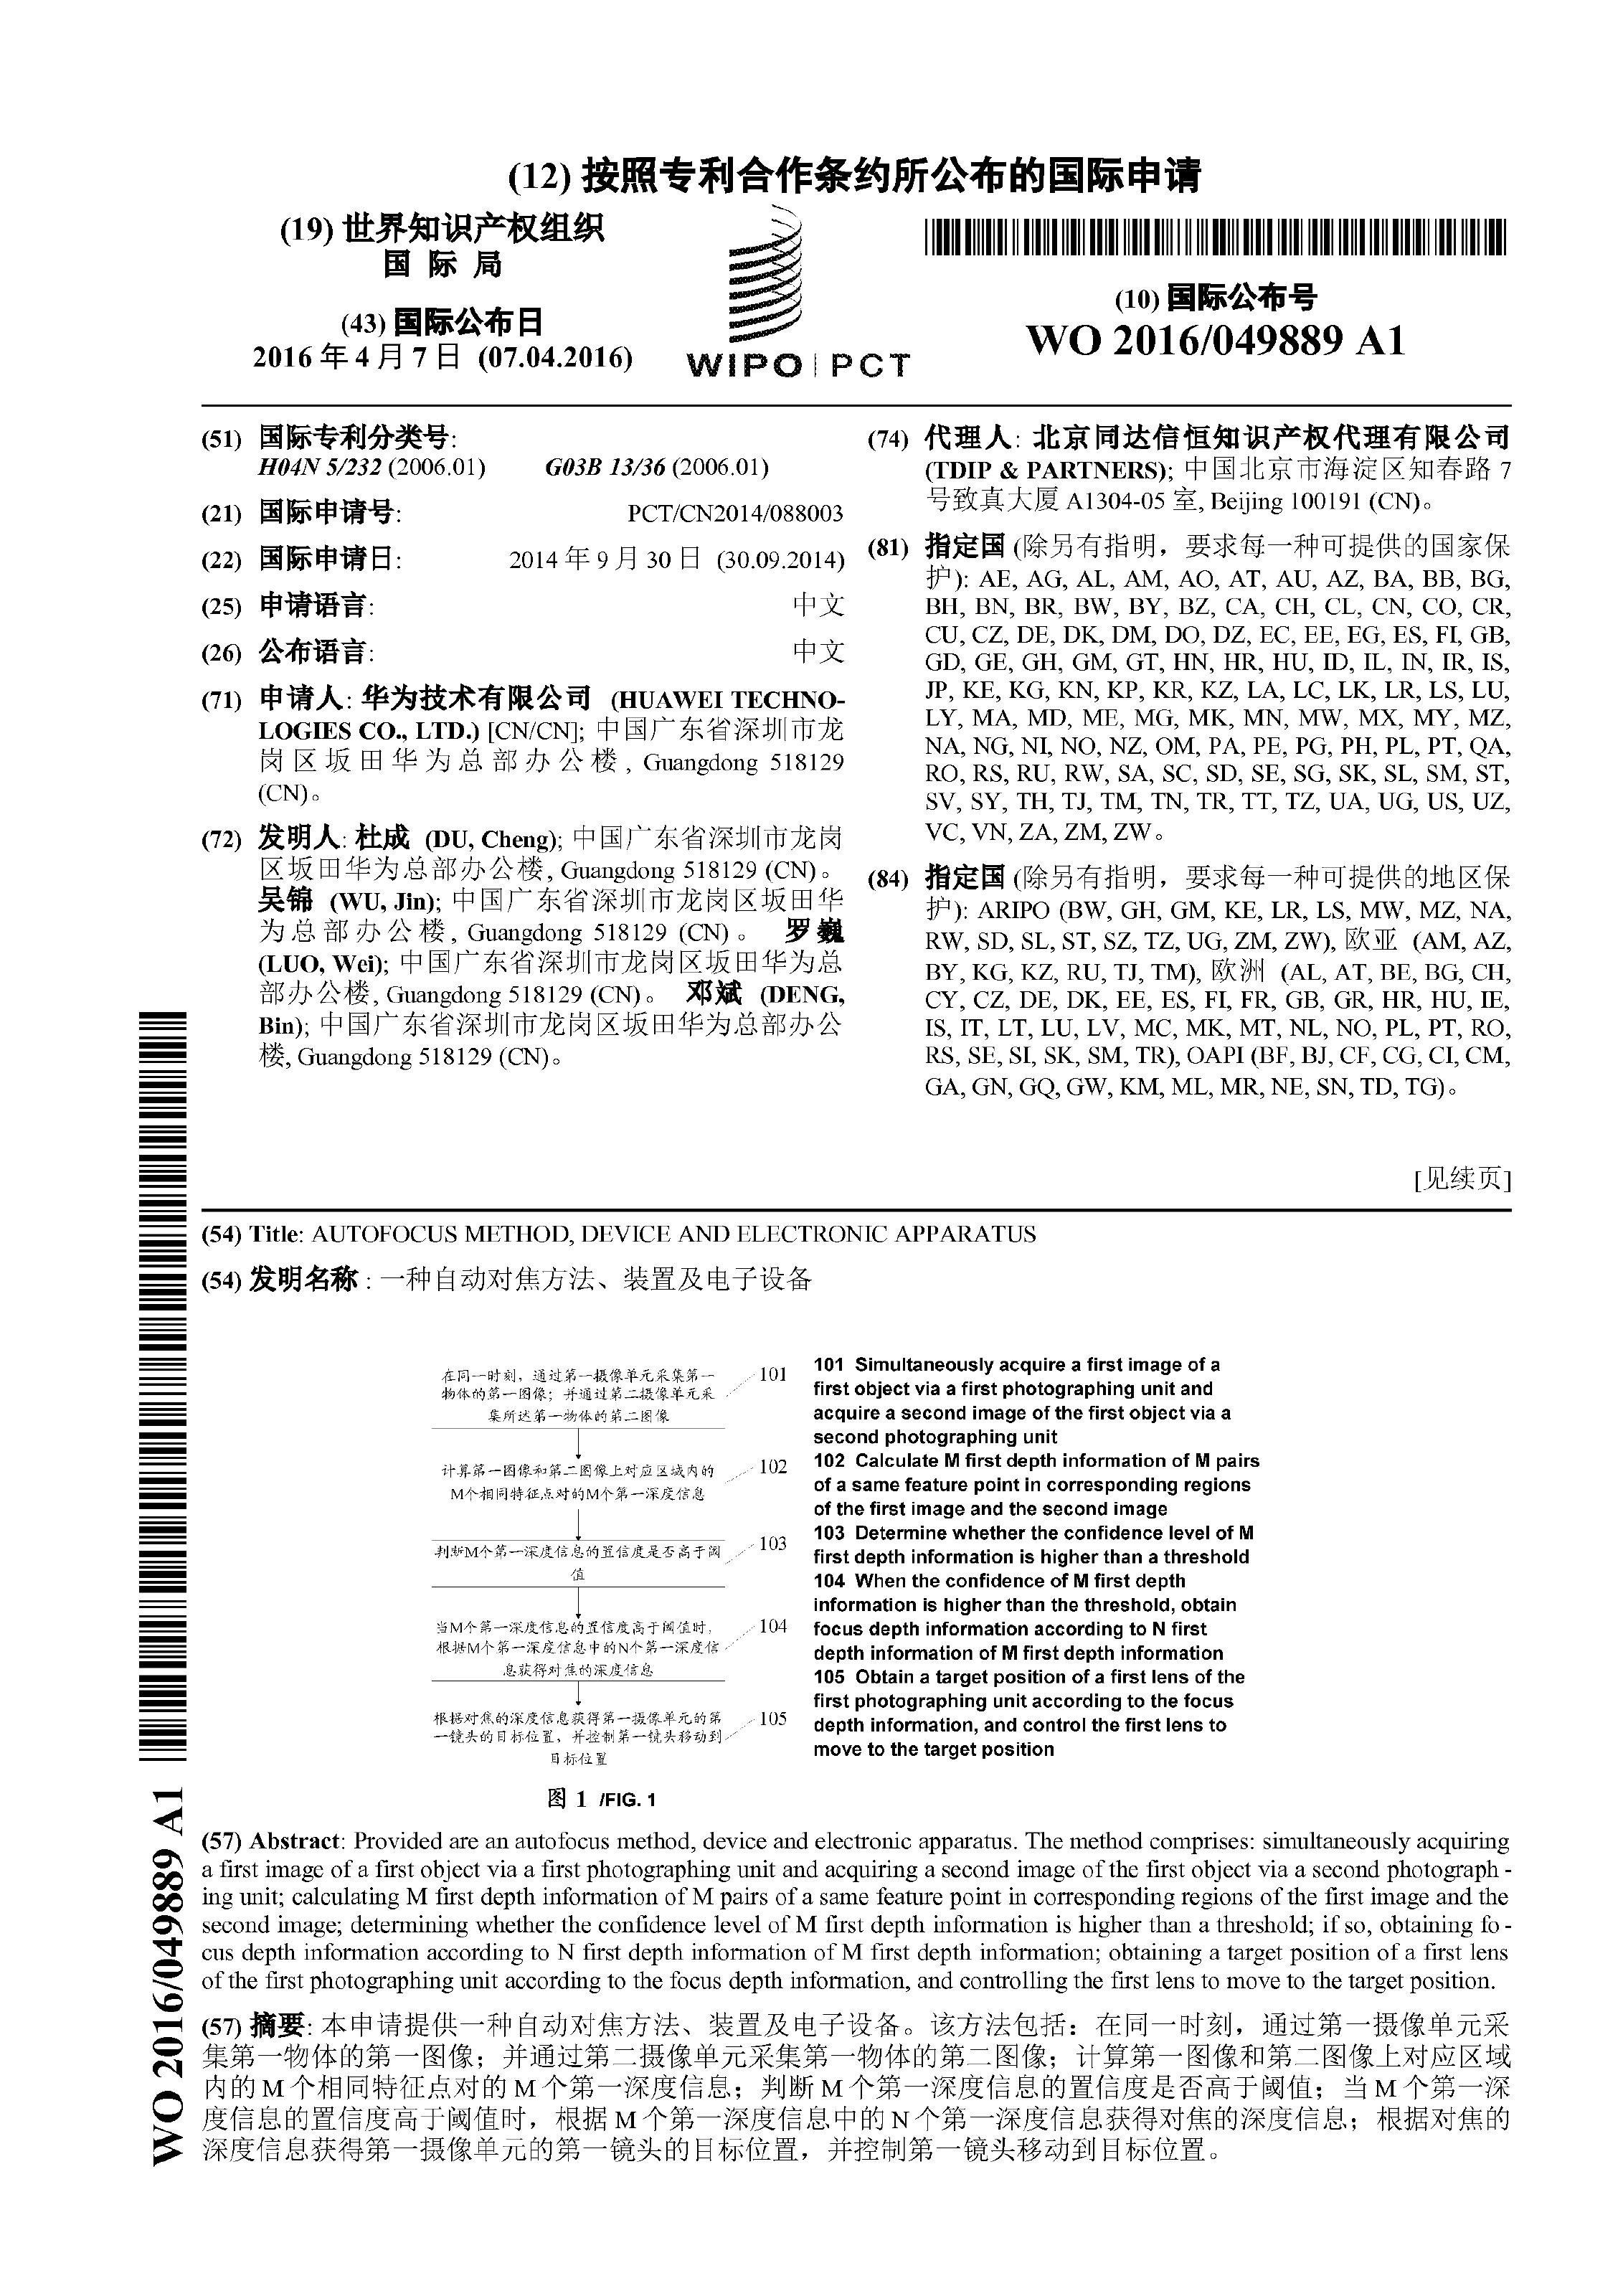 (12) 按照专利合作条约所公布的国际申请
(19) 世界知识产权组织
国 际 局
(43) 国际公布日
2016 年 4 月 7 日 (07.04.2016)
WIPO | PCT
(10) 国际公布号
WO 2016/049889 A1
(51) 国际专利分类号:
H04N 5/232 (2006.01) G03B 13/36 (2006.01)
(21) 国际申请号: PCT/CN2014/088003
(22) 国际申请日: 2014 年 9 月 30 日 (30.09.2014)
(25) 申请语言: 中文
(26) 公布语言: 中文
(71) 申请人: 华为技术有限公司 (HUAWEI TECHNO-
LOGIES CO., LTD.) [CN/CN]; 中国广东省深圳市龙
岗区坂田华为总部办公楼, Guangdong 518129
(CN)。
(72) 发明人: 杜成 (DU, Cheng); 中国广东省深圳市龙岗
区坂田华为总部办公楼, Guangdong 518129 (CN)。
吴锦 (WU, Jin); 中国广东省深圳市龙岗区坂田华
为总部办公楼, Guangdong 518129 (CN)。 罗巍
(LUO, Wei); 中国广东省深圳市龙岗区坂田华为总
部办公楼, Guangdong 518129 (CN)。 邓斌 (DENG,
Bin); 中国广东省深圳市龙岗区坂田华为总部办公
楼, Guangdong 518129 (CN)。
(74) 代理人: 北京同达信恒知识产权代理有限公司
(TDIP & PARTNERS); 中国北京市海淀区知春路 7
号致真大厦 A1304-05 室, Beijing 100191 (CN)。
(81) 指定国 (除另有指明，要求每一种可提供的国家保
护): AE, AG, AL, AM, AO, AT, AU, AZ, BA, BB, BG,
BH, BN, BR, BW, BY, BZ, CA, CH, CL, CN, CO, CR,
CU, CZ, DE, DK, DM, DO, DZ, EC, EE, EG, ES, FI, GB,
GD, GE, GH, GM, GT, HN, HR, HU, ID, IL, IN, IR, IS,
JP, KE, KG, KN, KP, KR, KZ, LA, LC, LK, LR, LS, LU,
LY, MA, MD, ME, MG, MK, MN, MW, MX, MY, MZ,
NA, NG, NI, NO, NZ, OM, PA, PE, PG, PH, PL, PT, QA,
RO, RS, RU, RW, SA, SC, SD, SE, SG, SK, SL, SM, ST,
SV, SY, TH, TJ, TM, TN, TR, TT, TZ, UA, UG, US, UZ,
VC, VN, ZA, ZM, ZW。
(84) 指定国 (除另有指明，要求每一种可提供的地区保
护): ARIPO (BW, GH, GM, KE, LR, LS, MW, MZ, NA,
RW, SD, SL, ST, SZ, TZ, UG, ZM, ZW), 欧亚 (AM, AZ,
BY, KG, KZ, RU, TJ, TM), 欧洲 (AL, AT, BE, BG, CH,
CY, CZ, DE, DK, EE, ES, FI, FR, GB, GR, HR, HU, IE,
IS, IT, LT, LU, LV, MC, MK, MT, NL, NO, PL, PT, RO,
RS, SE, SI, SK, SM, TR), OAPI (BF, BJ, CF, CG, CI, CM,
GA, GN, GQ, GW, KM, ML, MR, NE, SN, TD, TG)。
[见续页]
(54) Title: AUTOFOCUS METHOD, DEVICE AND ELECTRONIC APPARATUS
(54) 发明名称 : 一种自动对焦方法、装置及电子设备
在同一时刻，通过第一摄像单元采集第一
物体的第一图像；并通过第二摄像单元采
集所述第一物体的第二图像
101
计算第一图像和第二图像上对应区域内的
M个相同特征点对的M个第一深度信息
102
判断M个第一深度信息的置信度是否高于阈
值
103
当M个第一深度信息的置信度高于阈值时，
根据M个第一深度信息中的N个第一深度信
息获得对焦的深度信息
104
根据对焦的深度信息获得第一摄像单元的第
一镜头的目标位置，并控制第一镜头移动到
目标位置
105
图 1 /FIG. 1
101 Simultaneously acquire a first image of a
first object via a first photographing unit and
acquire a second image of the first object via a
second photographing unit
102 Calculate M first depth information of M pairs
of a same feature point in corresponding regions
of the first image and the second image
103 Determine whether the confidence level of M
first depth information is higher than a threshold
104 When the confidence of M first depth
information is higher than the threshold, obtain
focus depth information according to N first
depth information of M first depth information
105 Obtain a target position of a first lens of the
first photographing unit according to the focus
depth information, and control the first lens to
move to the target position
(57) Abstract: Provided are an autofocus method, device and electronic apparatus. The method comprises: simultaneously acquiring
a first image of a first object via a first photographing unit and acquiring a second image of the first object via a second photograph -
ing unit; calculating M first depth information of M pairs of a same feature point in corresponding regions of the first image and the
second image; determining whether the confidence level of M first depth information is higher than a threshold; if so, obtaining fo -
cus depth information according to N first depth information of M first depth information; obtaining a target position of a first lens
of the first photographing unit according to the focus depth information, and controlling the first lens to move to the target position.
(57) 摘要: 本申请提供一种自动对焦方法、装置及电子设备。该方法包括：在同一时刻，通过第一摄像单元采
集第一物体的第一图像；并通过第二摄像单元采集第一物体的第二图像；计算第一图像和第二图像上对应区域
内的 M 个相同特征点对的 M 个第一深度信息；判断 M 个第一深度信息的置信度是否高于阈值；当 M 个第一深
度信息的置信度高于阈值时，根据 M 个第一深度信息中的 N 个第一深度信息获得对焦的深度信息；根据对焦的
深度信息获得第一摄像单元的第一镜头的目标位置，并控制第一镜头移动到目标位置。
WO 2016/049889 A1